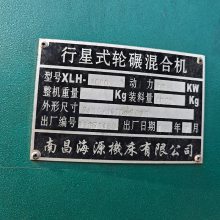 行星式轮碾混合机
型号XLH- 动力 KW
整机重量 Kg 装料量 Kg
外形尺寸
出厂编号 出厂日期 年 月
南昌海源機床有限公司